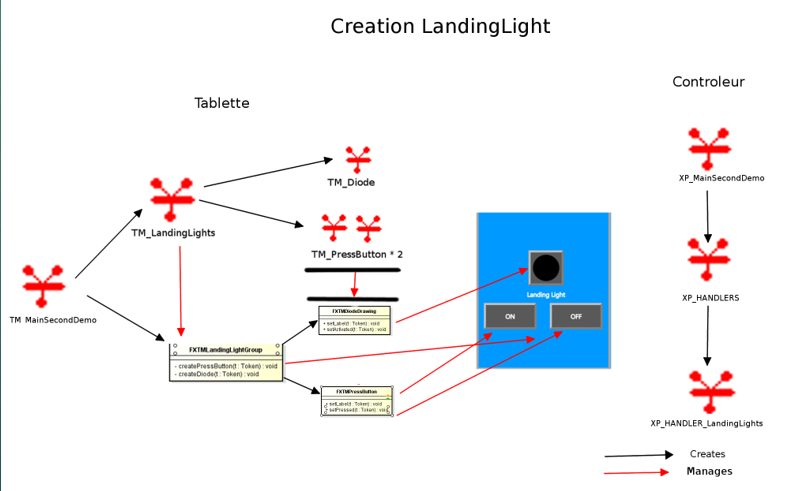 Creation LandingLight
Controleur
Tablette
XP_MainSecondDemo
TM_Diode
TM_LandingLights
TM_PressButton * 2
XP_HANDLERS
Landing Light
TM_MainSecondDemo
FXTMDiodeDrawing
+ setLabel(t : Token) : void
+ setActivated(t : Token) : void
ON
OFF
FXTMLandingLightGroup
- createPressButton(t : Token) : void
- createDiode(t : Token) : void
FXTMPressButton
setLabel(t : Token) : void
setPressed(t : Token) : void
XP_HANDLER_LandingLights
Creates
Manages